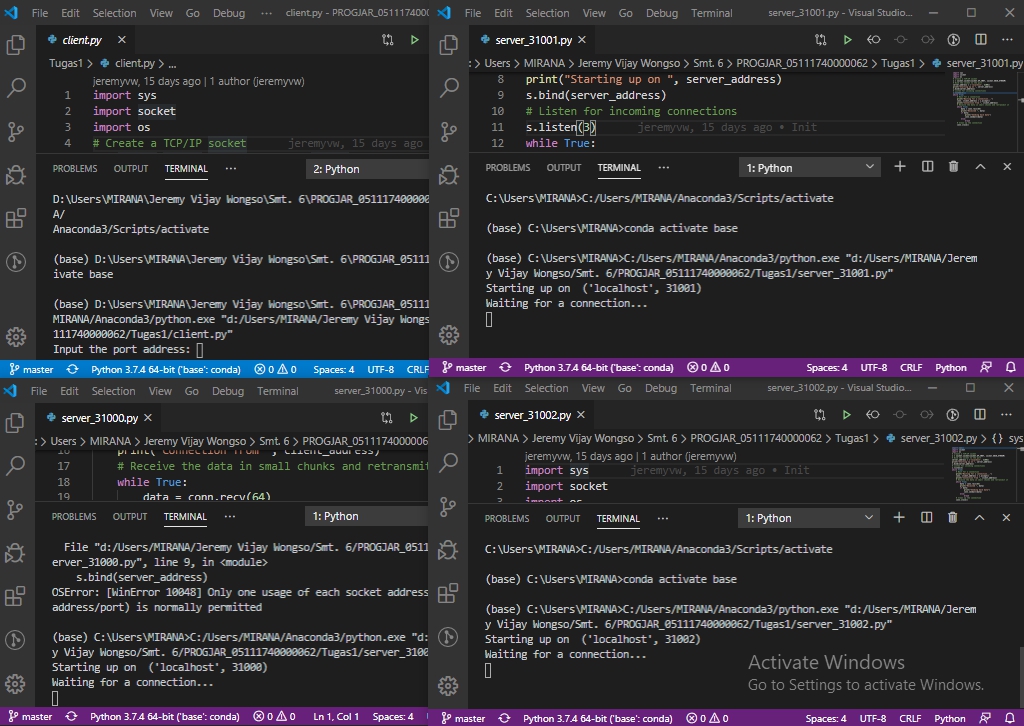 File Edit Selection View Go Debug ··· client.py - PROGJAR_0511174000
client.py
Tugas1 > client.py > ...
jeremyvw, 15 days ago | 1 author (jeremyvw)
1 import sys
2 import socket
3 import os
4 # Create a TCP/IP socket jeremyvw, 15 days ago
PROBLEMS OUTPUT TERMINAL ··· 2: Python
D:\Users\MIRANA\Jeremy Vijay Wongso\Smt. 6\PROGJAR_051117400000
A/
Anaconda3/Scripts/activate
(base) D:\Users\MIRANA\Jeremy Vijay Wongso\Smt. 6\PROGJAR_05111
ivate base
(base) D:\Users\MIRANA\Jeremy Vijay Wongso\Smt. 6\PROGJAR_05111
MIRANA/Anaconda3/python.exe "d:/Users/MIRANA/Jeremy Vijay Wongs
111740000062/Tugas1/client.py"
Input the port address:
master Python 3.7.4 64-bit ('base': conda) 0 0 Spaces: 4 UTF-8 CRLF
File Edit Selection View Go Debug Terminal server_31001.py - Visual Studio...
server_31001.py
: > Users > MIRANA > Jeremy Vijay Wongso > Smt. 6 > PROGJAR_05111740000062 > Tugas1 > server_31001.py
8 print("Starting up on ", server_address)
9 s.bind(server_address)
10 # Listen for incoming connections
11 s.listen(3) jeremyvw, 15 days ago • Init
12 while True:
PROBLEMS OUTPUT TERMINAL ··· 1: Python
C:\Users\MIRANA>C:/Users/MIRANA/Anaconda3/Scripts/activate
(base) C:\Users\MIRANA>conda activate base
(base) C:\Users\MIRANA>C:/Users/MIRANA/Anaconda3/python.exe "d:/Users/MIRANA/Jerem
y Vijay Wongso/Smt. 6/PROGJAR_05111740000062/Tugas1/server_31001.py"
Starting up on ('localhost', 31001)
Waiting for a connection...
master Python 3.7.4 64-bit ('base': conda) 0 0 Spaces: 4 UTF-8 CRLF Python
File Edit Selection View Go Debug Terminal server_31000.py - Vis
server_31000.py
: > Users > MIRANA > Jeremy Vijay Wongso > Smt. 6 > PROGJAR_0511174000
16 print("Connection from", client_address)
17 # Receive the data in small chunks and retransmit
18 while True:
19 data = conn.recv(64)
PROBLEMS OUTPUT TERMINAL ··· 1: Python
File "d:/Users/MIRANA/Jeremy Vijay Wongso/Smt. 6/PROGJAR_05111
erver_31000.py", line 9, in <module>
s.bind(server_address)
OSError: [WinError 10048] Only one usage of each socket address
address/port) is normally permitted
(base) C:\Users\MIRANA>C:/Users/MIRANA/Anaconda3/python.exe "d:
y Vijay Wongso/Smt. 6/PROGJAR_05111740000062/Tugas1/server_3100
Starting up on ('localhost', 31000)
Waiting for a connection...
master Python 3.7.4 64-bit ('base': conda) 0 0 Ln 1, Col 1 Spaces: 4
File Edit Selection View Go Debug Terminal server_31002.py - Visual Studio...
server_31002.py
> MIRANA > Jeremy Vijay Wongso > Smt. 6 > PROGJAR_05111740000062 > Tugas1 > server_31002.py > {} sys
jeremyvw, 15 days ago | 1 author (jeremyvw)
1 import sys jeremyvw, 15 days ago • Init
2 import socket
3 import os
PROBLEMS OUTPUT TERMINAL ··· 1: Python
C:\Users\MIRANA>C:/Users/MIRANA/Anaconda3/Scripts/activate
(base) C:\Users\MIRANA>conda activate base
(base) C:\Users\MIRANA>C:/Users/MIRANA/Anaconda3/python.exe "d:/Users/MIRANA/Jerem
y Vijay Wongso/Smt. 6/PROGJAR_05111740000062/Tugas1/server_31002.py"
Starting up on ('localhost', 31002)
Waiting for a connection...
Activate Windows
Go to Settings to activate Windows.
master Python 3.7.4 64-bit ('base': conda) 0 0 Spaces: 4 UTF-8 CRLF Python